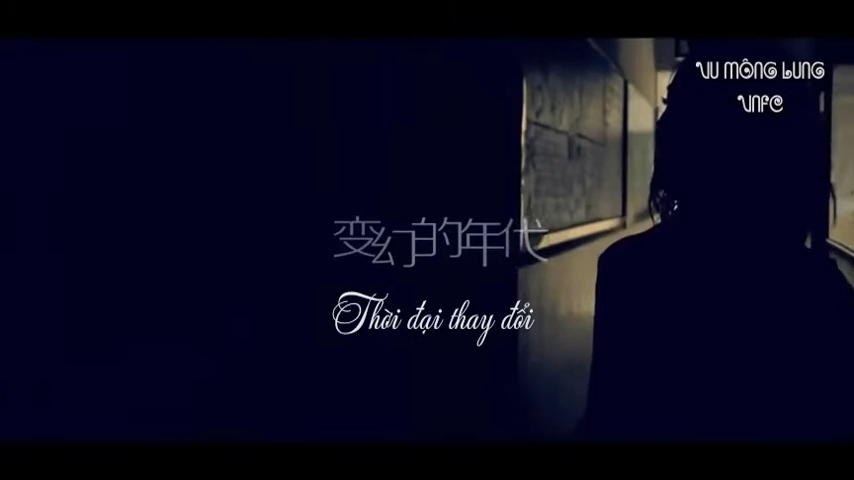 VU MÔNG LUNG
VNFC
变幻的年代
Thời đại thay đổi